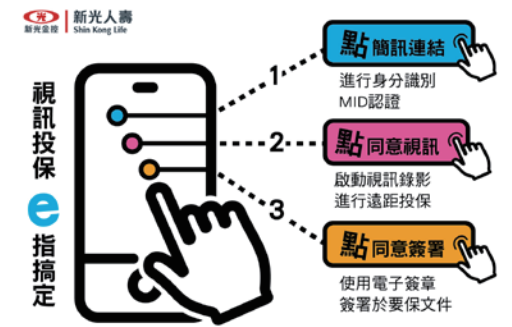 新光金控
新光人壽
Shin Kong Life
視訊投保
e
指搞定
1
點 簡訊連結
進行身分識別
MID認證
2
點 同意視訊
啟動視訊錄影
進行遠距投保
3
點 同意簽署
使用電子簽章
簽署於要保文件